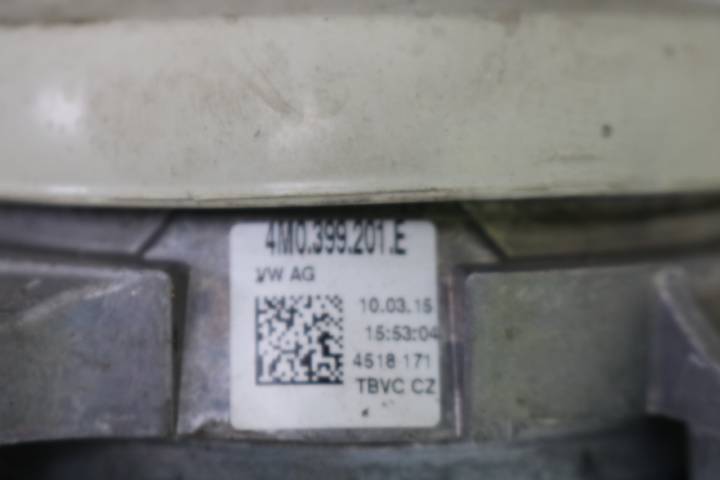 4M0.399.201.E
VW AG
10.03.15
15:53:04
4518 171
TBVC CZ